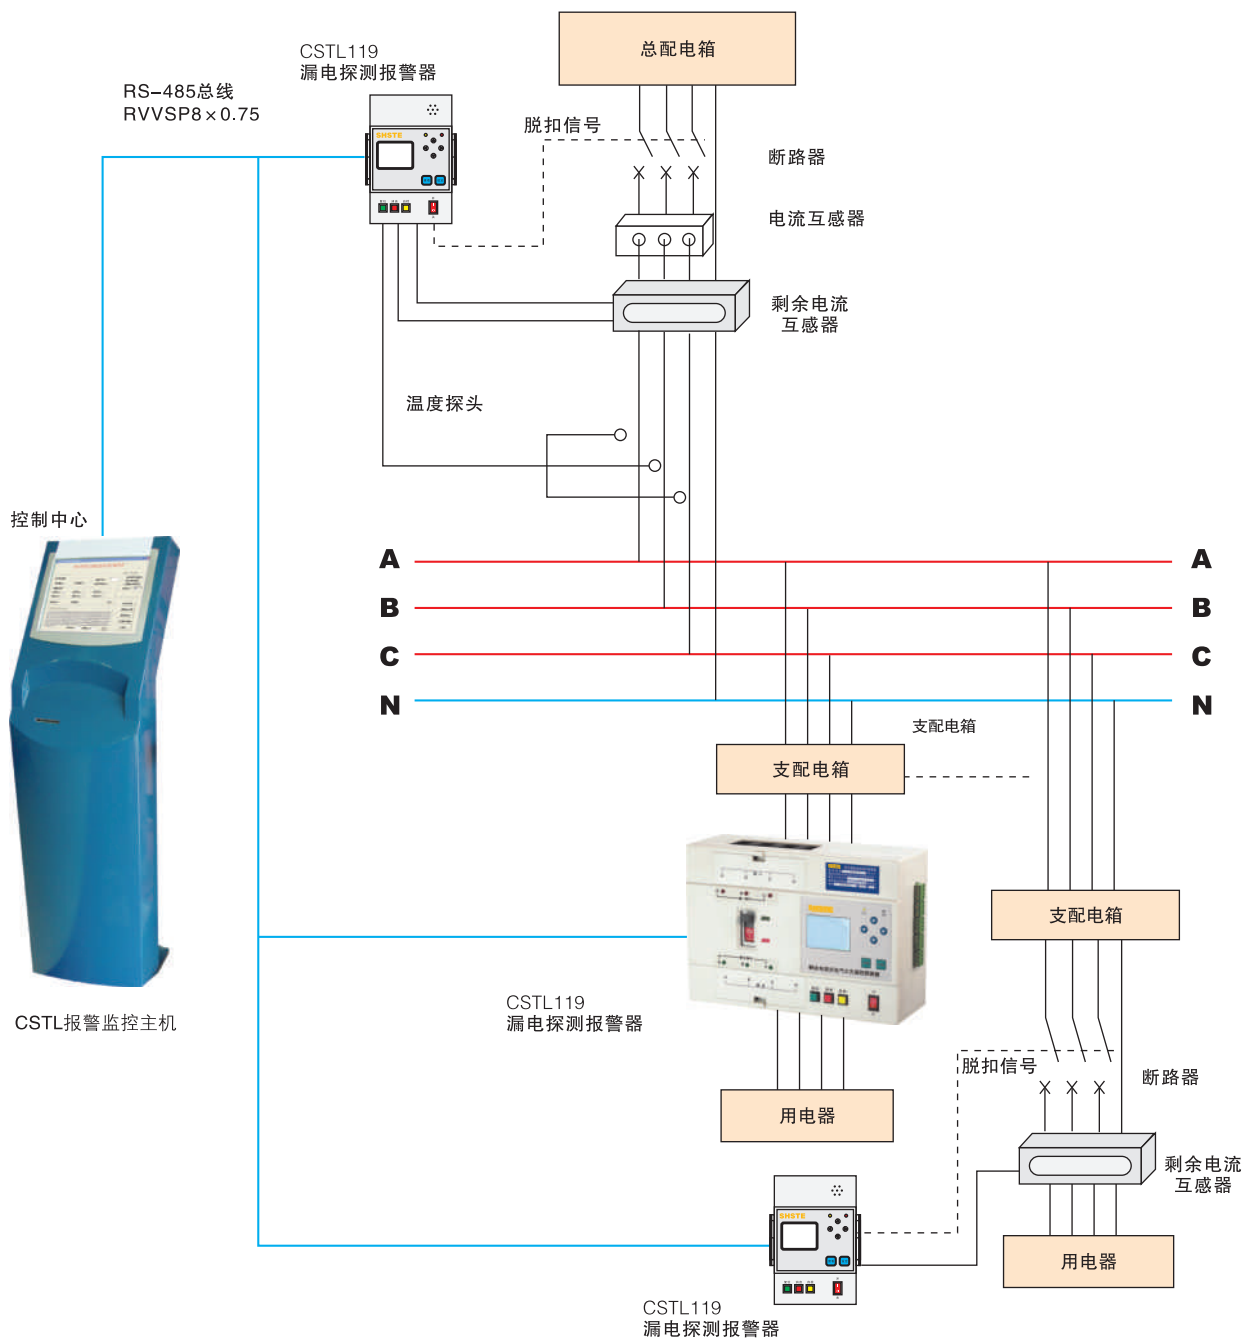 总配电箱
CSTL119
漏电探测报警器
RS-485总线
RVVSP8×0.75
脱扣信号
断路器
SHSTE
电流互感器
剩余电流
互感器
温度探头
控制中心
A
A
B
B
C
C
N
N
支配电箱
支配电箱
支配电箱
CSTL119
漏电探测报警器
CSTL报警监控主机
脱扣信号
断路器
用电器
剩余电流
互感器
SHSTE
用电器
CSTL119
漏电探测报警器